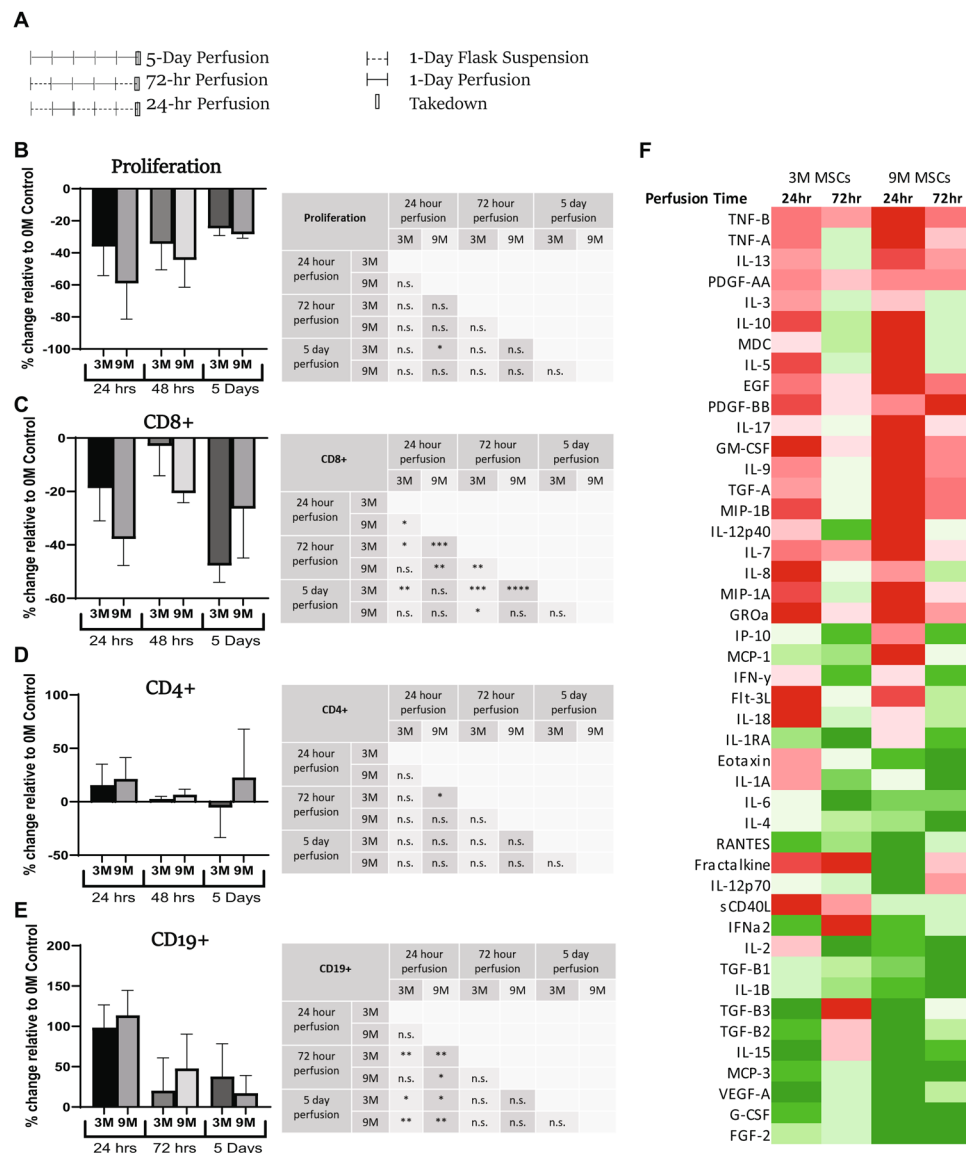 A
5-Day Perfusion
72-hr Perfusion
24-hr Perfusion
1-Day Flask Suspension
1-Day Perfusion
Takedown
B
Proliferation
% change relative to 0M Control
0
-20
-40
-60
-80
-100
3M 9M 3M 9M 3M 9M
24 hrs 48 hrs 5 Days
Proliferation
24 hour perfusion 72 hour perfusion 5 day perfusion
3M 9M 3M 9M 3M 9M
24 hour perfusion 3M
9M n.s.
72 hour perfusion 3M n.s. n.s.
9M n.s. n.s. n.s.
5 day perfusion 3M n.s. * n.s. n.s.
9M n.s. n.s. n.s. n.s. n.s.
C
CD8+
% change relative to 0M Control
0
-20
-40
-60
3M 9M 3M 9M 3M 9M
24 hrs 48 hrs 5 Days
CD8+
24 hour perfusion 72 hour perfusion 5 day perfusion
3M 9M 3M 9M 3M 9M
24 hour perfusion 3M
9M *
72 hour perfusion 3M * ***
9M n.s. ** **
5 day perfusion 3M ** n.s. *** ****
9M n.s. n.s. * n.s. n.s.
D
CD4+
% change relative to 0M Control
100
50
0
-50
3M 9M 3M 9M 3M 9M
24 hrs 48 hrs 5 Days
CD4+
24 hour perfusion 72 hour perfusion 5 day perfusion
3M 9M 3M 9M 3M 9M
24 hour perfusion 3M
9M n.s.
72 hour perfusion 3M n.s. *
9M n.s. n.s. n.s.
5 day perfusion 3M n.s. n.s. n.s. n.s.
9M n.s. n.s. n.s. n.s. n.s.
E
CD19+
% change relative to 0M Control
200
150
100
50
0
3M 9M 3M 9M 3M 9M
24 hrs 72 hrs 5 Days
CD19+
24 hour perfusion 72 hour perfusion 5 day perfusion
3M 9M 3M 9M 3M 9M
24 hour perfusion 3M
9M n.s.
72 hour perfusion 3M ** **
9M n.s. * n.s.
5 day perfusion 3M * * n.s. n.s.
9M ** ** n.s. n.s. n.s.
F
3M MSCs 9M MSCs
Perfusion Time 24hr 72hr 24hr 72hr
TNF-B
TNF-A
IL-13
PDGF-AA
IL-3
IL-10
MDC
IL-5
EGF
PDGF-BB
IL-17
GM-CSF
IL-9
TGF-A
MIP-1B
IL-12p40
IL-7
IL-8
MIP-1A
GROa
IP-10
MCP-1
IFN-γ
Flt-3L
IL-18
IL-1RA
Eotaxin
IL-1A
IL-6
IL-4
RANTES
Fractalkine
IL-12p70
sCD40L
IFNa2
IL-2
TGF-B1
IL-1B
TGF-B3
TGF-B2
IL-15
MCP-3
VEGF-A
G-CSF
FGF-2